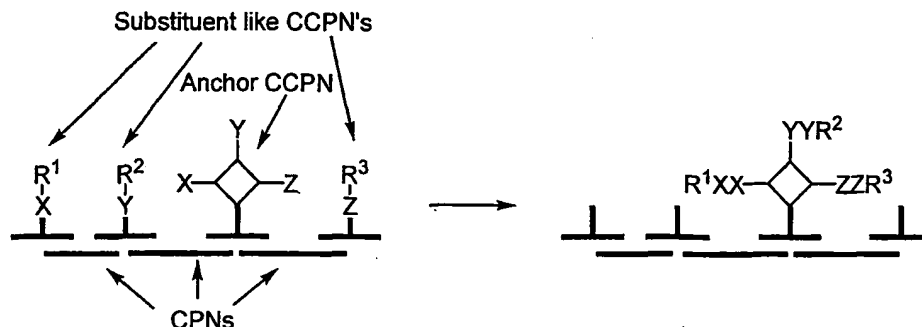 Substituent like CCPN's
Anchor CCPN
Y
R¹ R² X Z R³
X Y Z
CPNs
YYR²
R¹XX ZZR³